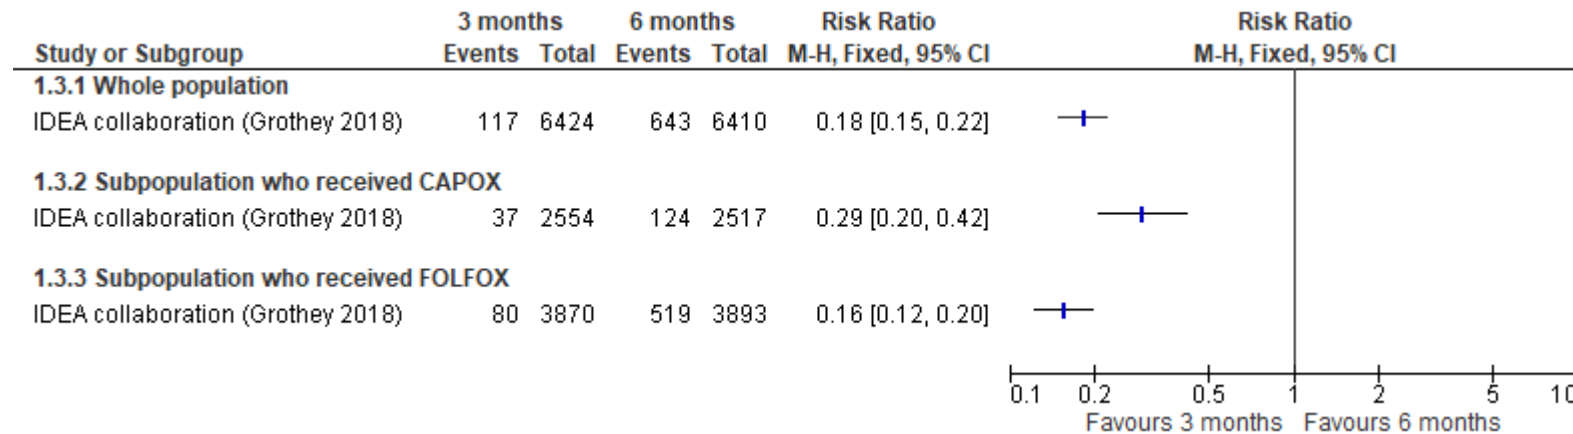 3 months 6 months Risk Ratio Risk Ratio
Study or Subgroup Events Total Events Total M-H, Fixed, 95% CI M-H, Fixed, 95% CI
1.3.1 Whole population
IDEA collaboration (Grothey 2018) 117 6424 643 6410 0.18 [0.15, 0.22]
1.3.2 Subpopulation who received CAPOX
IDEA collaboration (Grothey 2018) 37 2554 124 2517 0.29 [0.20, 0.42]
1.3.3 Subpopulation who received FOLFOX
IDEA collaboration (Grothey 2018) 80 3870 519 3893 0.16 [0.12, 0.20]
0.1 0.2 0.5 1 2 5 10
Favours 3 months Favours 6 months